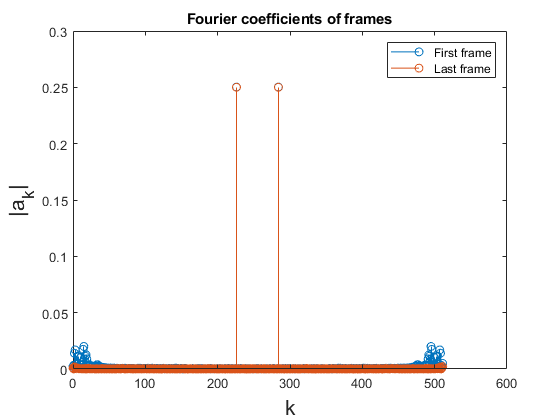 Fourier coefficients of frames
First frame
Last frame
0.3
0.25
0.2
0.15
0.1
0.05
0
|a_k|
0 100 200 300 400 500 600
k